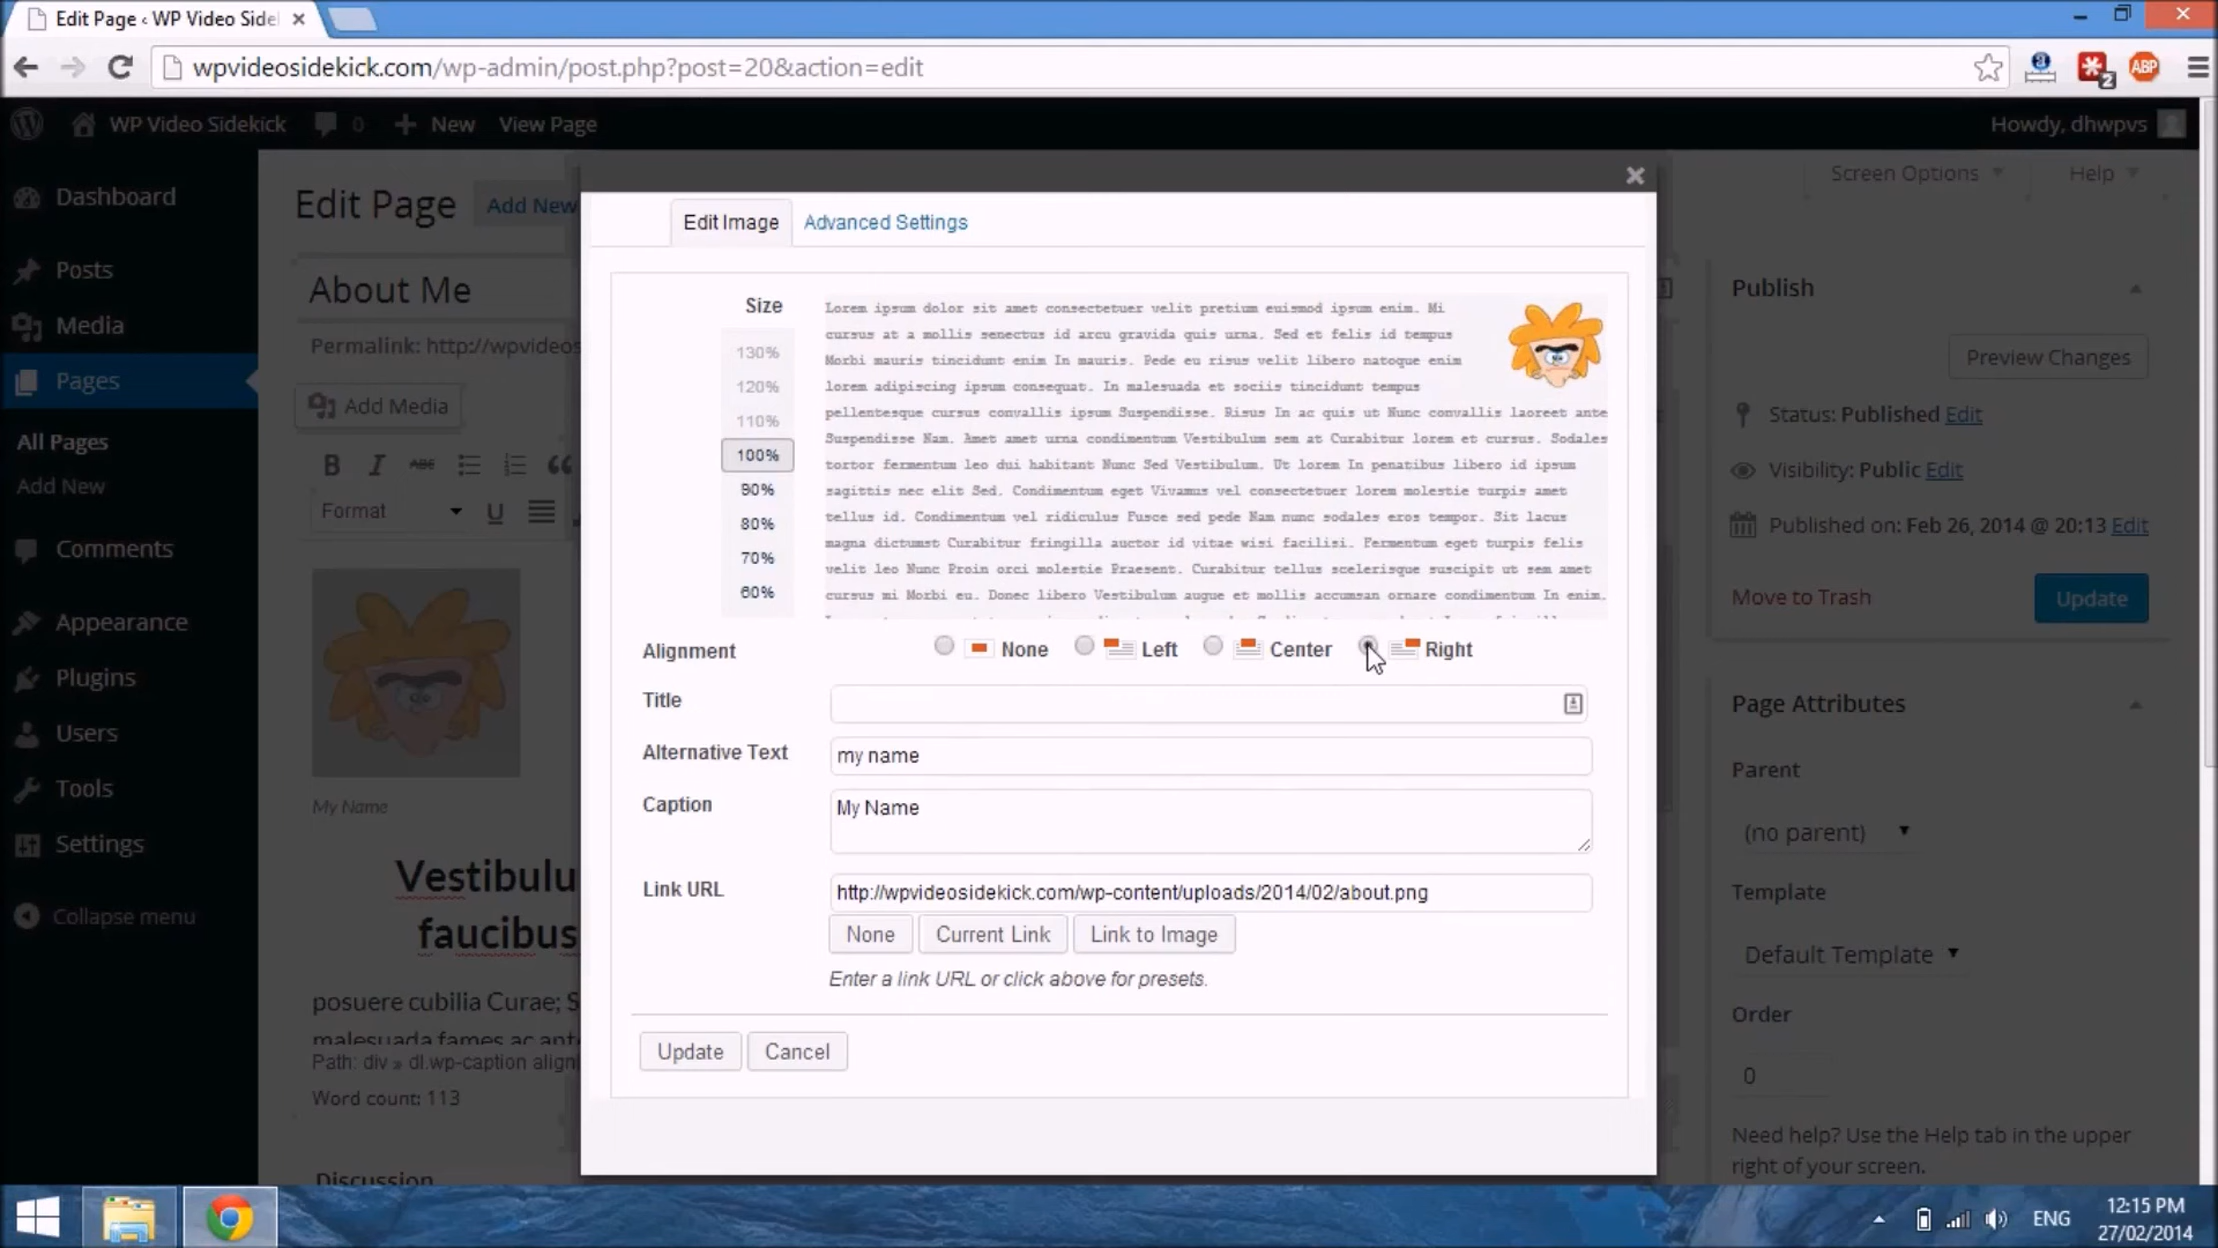 Edit Page ‹ WP Video Side
wpvideosidekick.com/wp-admin/post.php?post=20&action=edit
2
ABP
WP Video Sidekick
0
New
View Page
Howdy, dhwpvs
Dashboard
Posts
Media
Pages
All Pages
Add New
Comments
Appearance
Plugins
Users
Tools
Settings
Collapse menu
Edit Page
Add New
About Me
Permalink: http://wpvideos
Add Media
B I ABC
Format
U
My Name
Vestibulu
faucibus
posuere cubilia Curae; S
malesuada fames ac ante
Path: div » dl.wp-caption align
Word count: 113
Discussion
Edit Image
Advanced Settings
Size
130%
120%
110%
100%
90%
80%
70%
60%
Lorem ipsum dolor sit amet consectetuer velit pretium euismod ipsum enim. Mi
cursus at a mollis senectus id arcu gravida quis urna. Sed et felis id tempus
Morbi mauris tincidunt enim In mauris. Pede eu risus velit libero natoque enim
lorem adipiscing ipsum consequat. In malesuada et sociis tincidunt tempus
pellentesque cursus convallis ipsum Suspendisse. Risus In ac quis ut Nunc convallis laoreet ante
Suspendisse Nam. Amet amet urna condimentum Vestibulum sem at Curabitur lorem et cursus. Sodales
tortor fermentum leo dui habitant Nunc Sed Vestibulum. Ut lorem In penatibus libero id ipsum
sagittis nec elit Sed. Condimentum eget Vivamus vel consectetuer lorem molestie turpis amet
tellus id. Condimentum vel ridiculus Fusce sed pede Nam nunc sodales eros tempor. Sit lacus
magna dictumst Curabitur fringilla auctor id vitae wisi facilisi. Fermentum eget turpis felis
velit leo Nunc Proin orci molestie Praesent. Curabitur tellus scelerisque suscipit ut sem amet
cursus mi Morbi eu. Donec libero Vestibulum augue et mollis accumsan ornare condimentum In enim.
Alignment
None
Left
Center
Right
Title
Alternative Text
my name
Caption
My Name
Link URL
http://wpvideosidekick.com/wp-content/uploads/2014/02/about.png
None
Current Link
Link to Image
Enter a link URL or click above for presets.
Update
Cancel
Screen Options
Help
Publish
Preview Changes
Status: Published Edit
Visibility: Public Edit
Published on: Feb 26, 2014 @ 20:13 Edit
Move to Trash
Update
Page Attributes
Parent
(no parent)
Template
Default Template
Order
0
Need help? Use the Help tab in the upper
right of your screen.
ENG
12:15 PM
27/02/2014